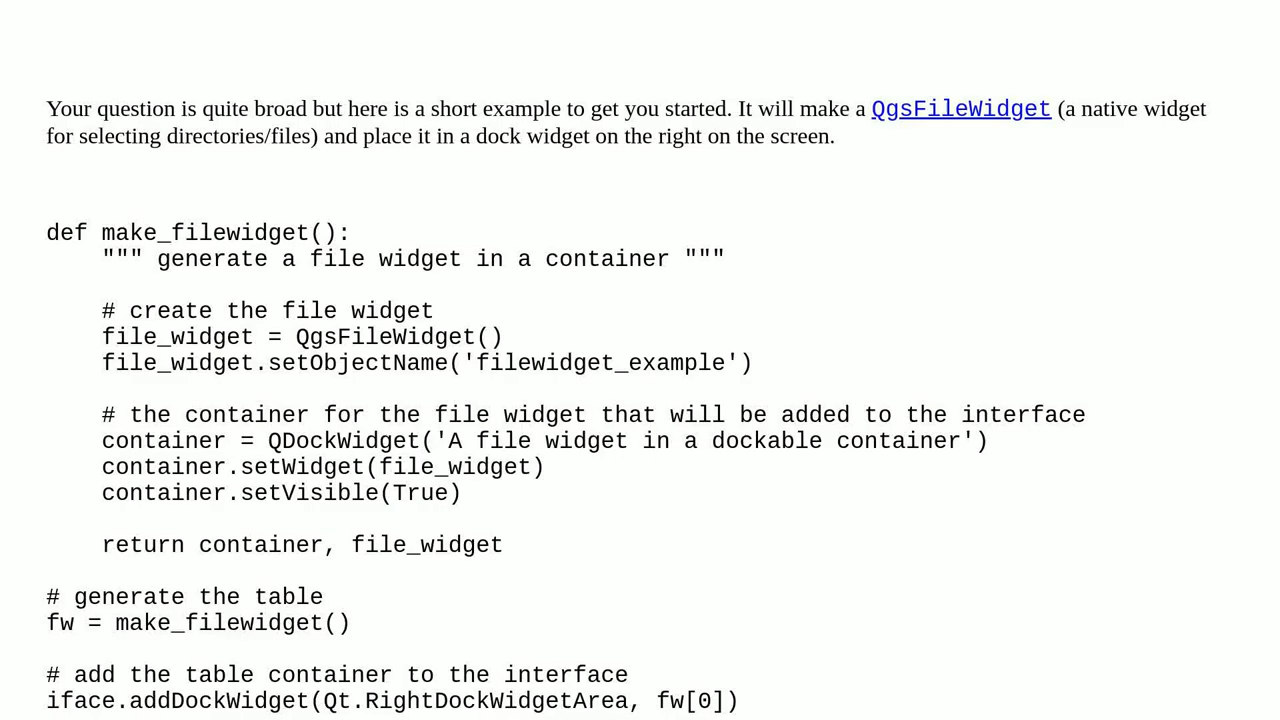 Your question is quite broad but here is a short example to get you started. It will make a QgsFileWidget (a native widget
for selecting directories/files) and place it in a dock widget on the right on the screen.
def make_filewidget():
    """ generate a file widget in a container """
    # create the file widget
    file_widget = QgsFileWidget()
    file_widget.setObjectName('filewidget_example')
    # the container for the file widget that will be added to the interface
    container = QDockWidget('A file widget in a dockable container')
    container.setWidget(file_widget)
    container.setVisible(True)
    return container, file_widget
# generate the table
fw = make_filewidget()
# add the table container to the interface
iface.addDockWidget(Qt.RightDockWidgetArea, fw[0])